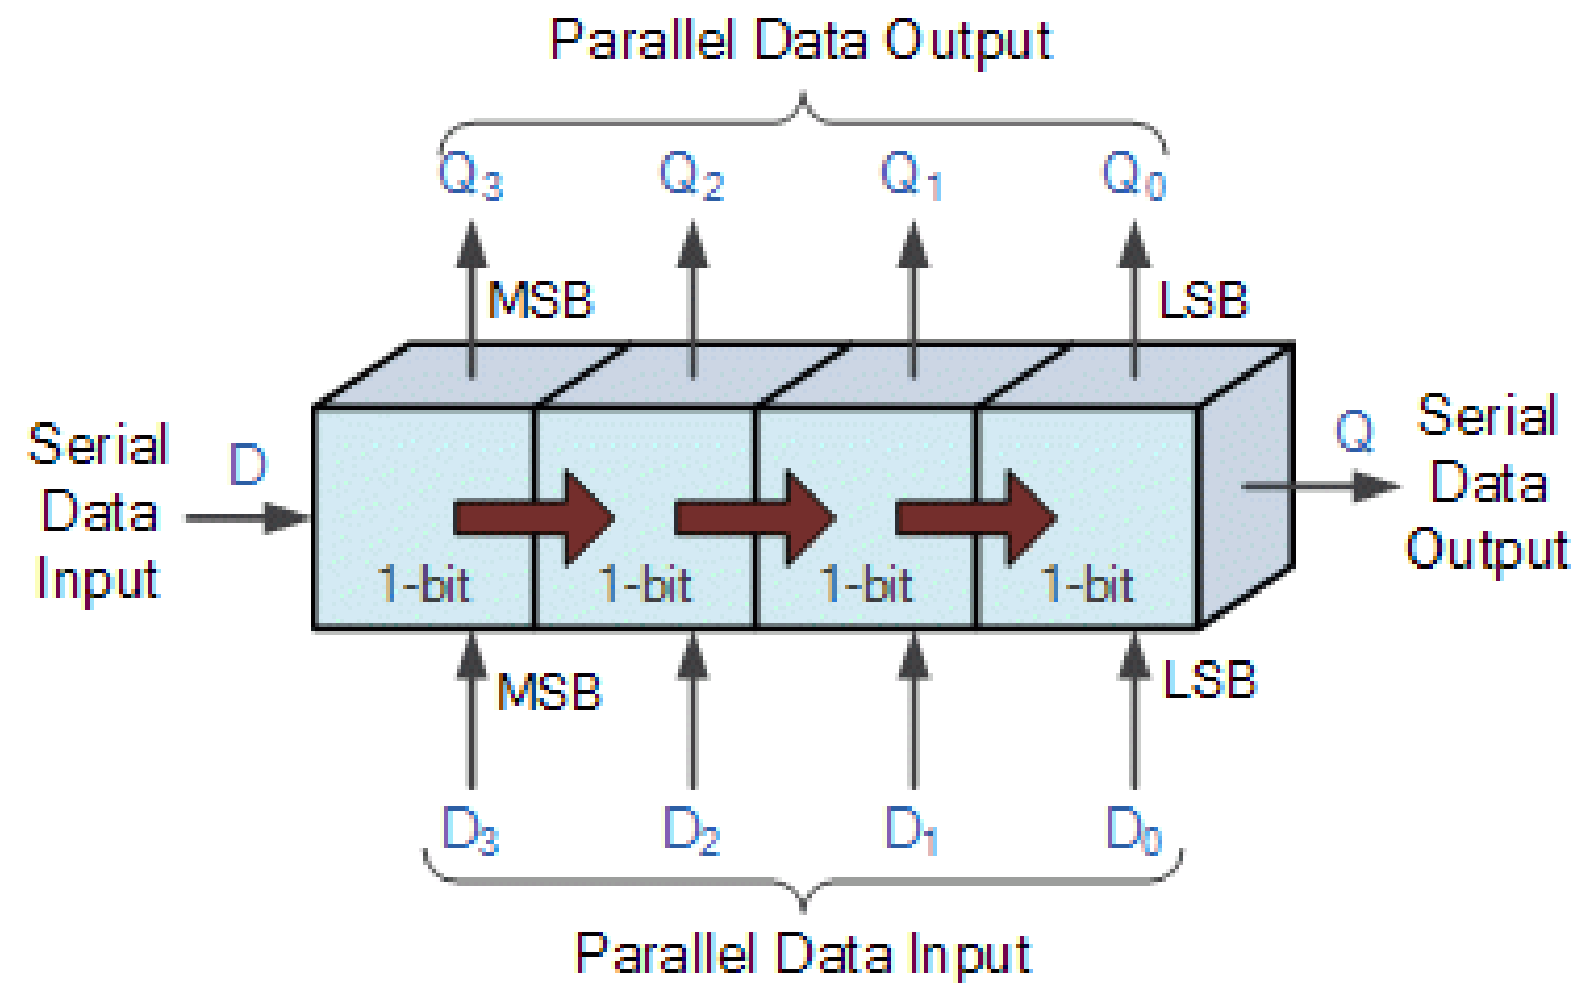 Parallel Data Output
Q3 Q2 Q1 Q0
MSB LSB
Serial
Data
Input
D
Q
Serial
Data
Output
1-bit 1-bit 1-bit 1-bit
MSB LSB
D3 D2 D1 D0
Parallel Data Input